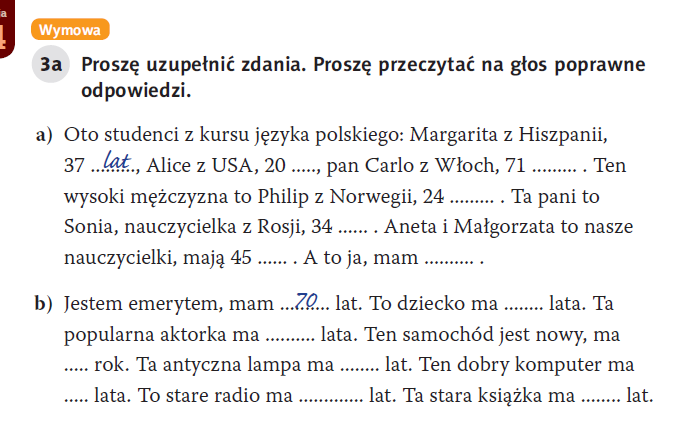 Wymowa
3a Proszę uzupełnić zdania. Proszę przeczytać na głos poprawne
odpowiedzi.
a) Oto studenci z kursu języka polskiego: Margarita z Hiszpanii,
37 ...lat..., Alice z USA, 20 ....., pan Carlo z Włoch, 71 ......... . Ten
wysoki mężczyzna to Philip z Norwegii, 24 ......... . Ta pani to
Sonia, nauczycielka z Rosji, 34 ...... . Aneta i Małgorzata to nasze
nauczycielki, mają 45 ...... . A to ja, mam .......... .
b) Jestem emerytem, mam ...70... lat. To dziecko ma ........ lata. Ta
popularna aktorka ma .......... lata. Ten samochód jest nowy, ma
..... rok. Ta antyczna lampa ma ........ lat. Ten dobry komputer ma
..... lata. To stare radio ma ............. lat. Ta stara książka ma ........ lat.